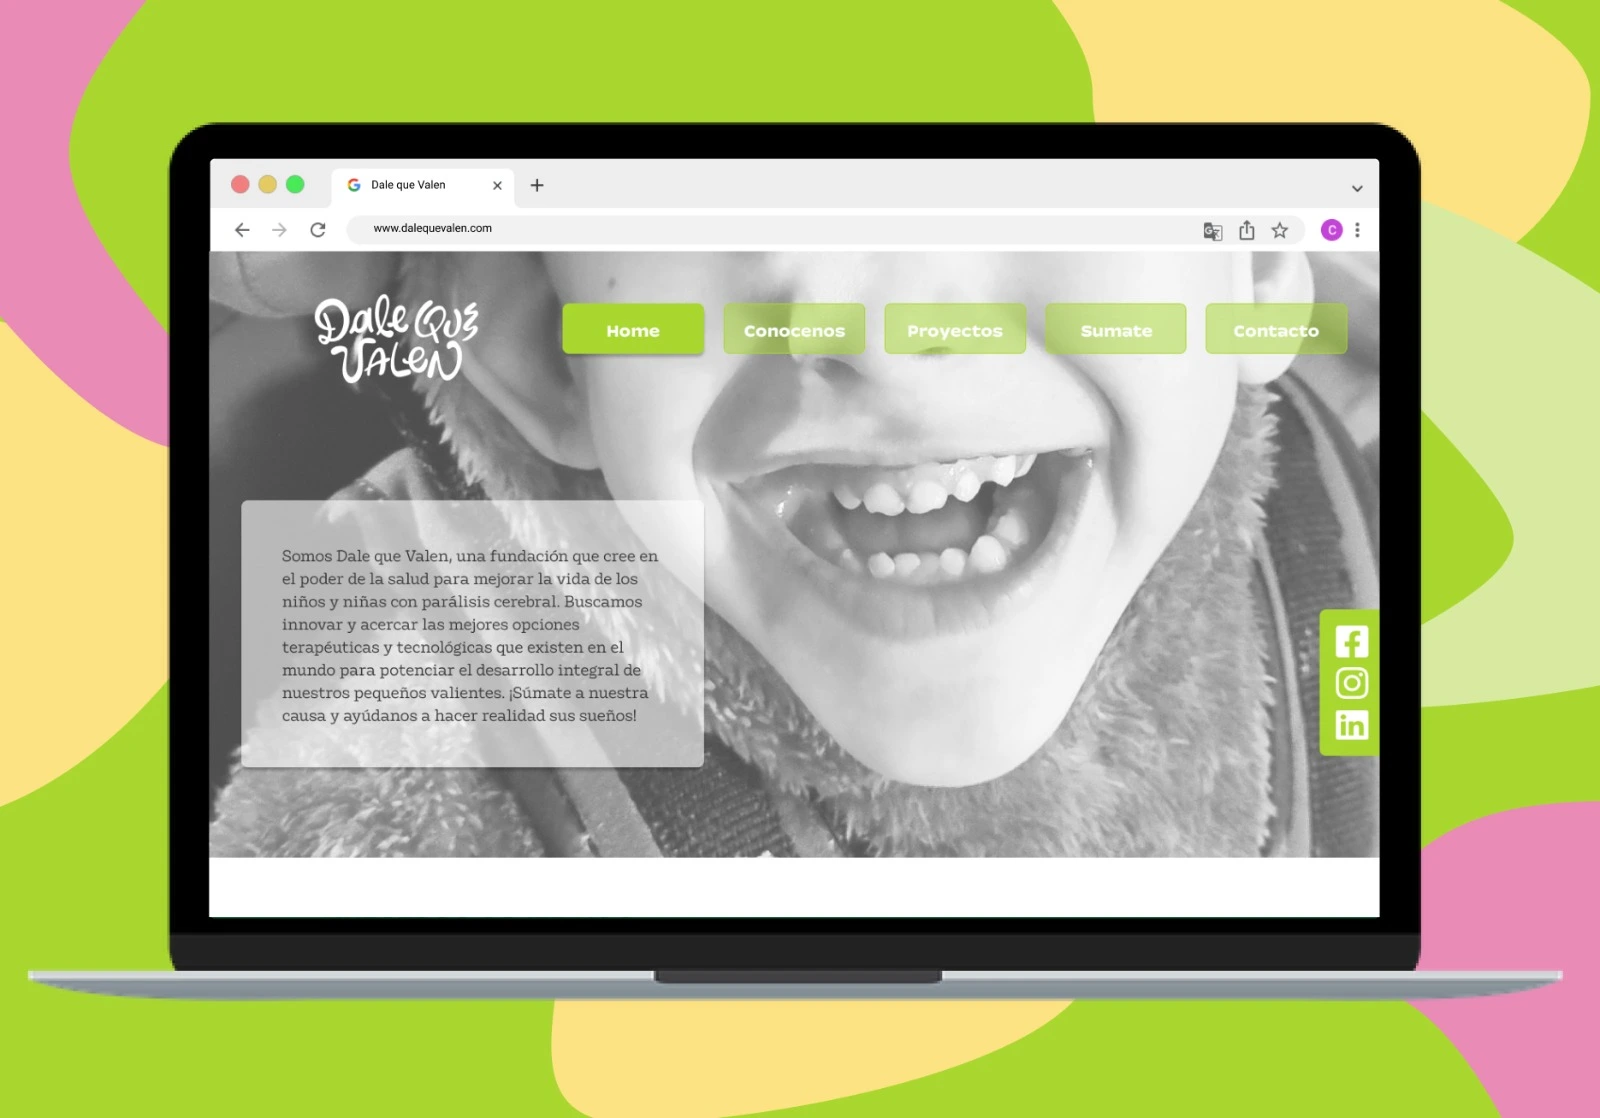 Dale que Valen
www.dalequevalen.com
C
Dale Que
Valen
Home
Conocenos
Proyectos
Sumate
Contacto
Somos Dale que Valen, una fundación que cree en
el poder de la salud para mejorar la vida de los
niños y niñas con parálisis cerebral. Buscamos
innovar y acercar las mejores opciones
terapéuticas y tecnológicas que existen en el
mundo para potenciar el desarrollo integral de
nuestros pequeños valientes. ¡Súmate a nuestra
causa y ayúdanos a hacer realidad sus sueños!